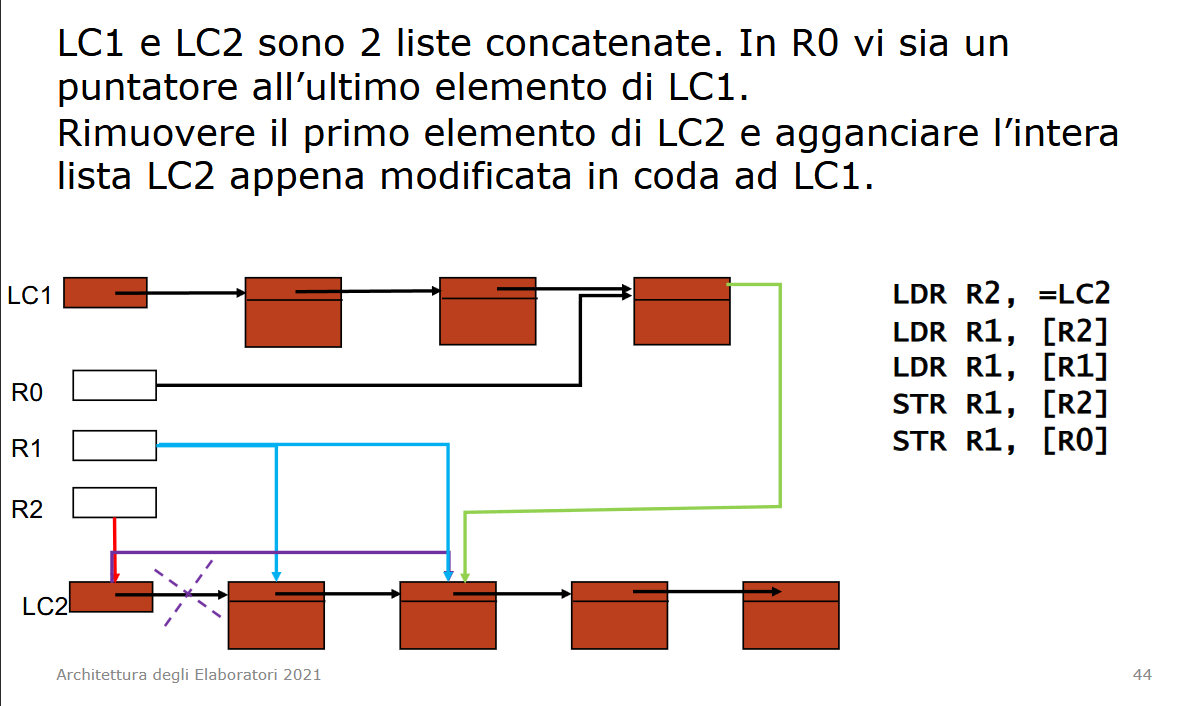 LC1 e LC2 sono 2 liste concatenate. In R0 vi sia un
puntatore all’ultimo elemento di LC1.
Rimuovere il primo elemento di LC2 e agganciare l’intera
lista LC2 appena modificata in coda ad LC1.
LC1
R0
R1
R2
LC2
LDR R2, =LC2
LDR R1, [R2]
LDR R1, [R1]
STR R1, [R2]
STR R1, [R0]
Architettura degli Elaboratori 2021
44